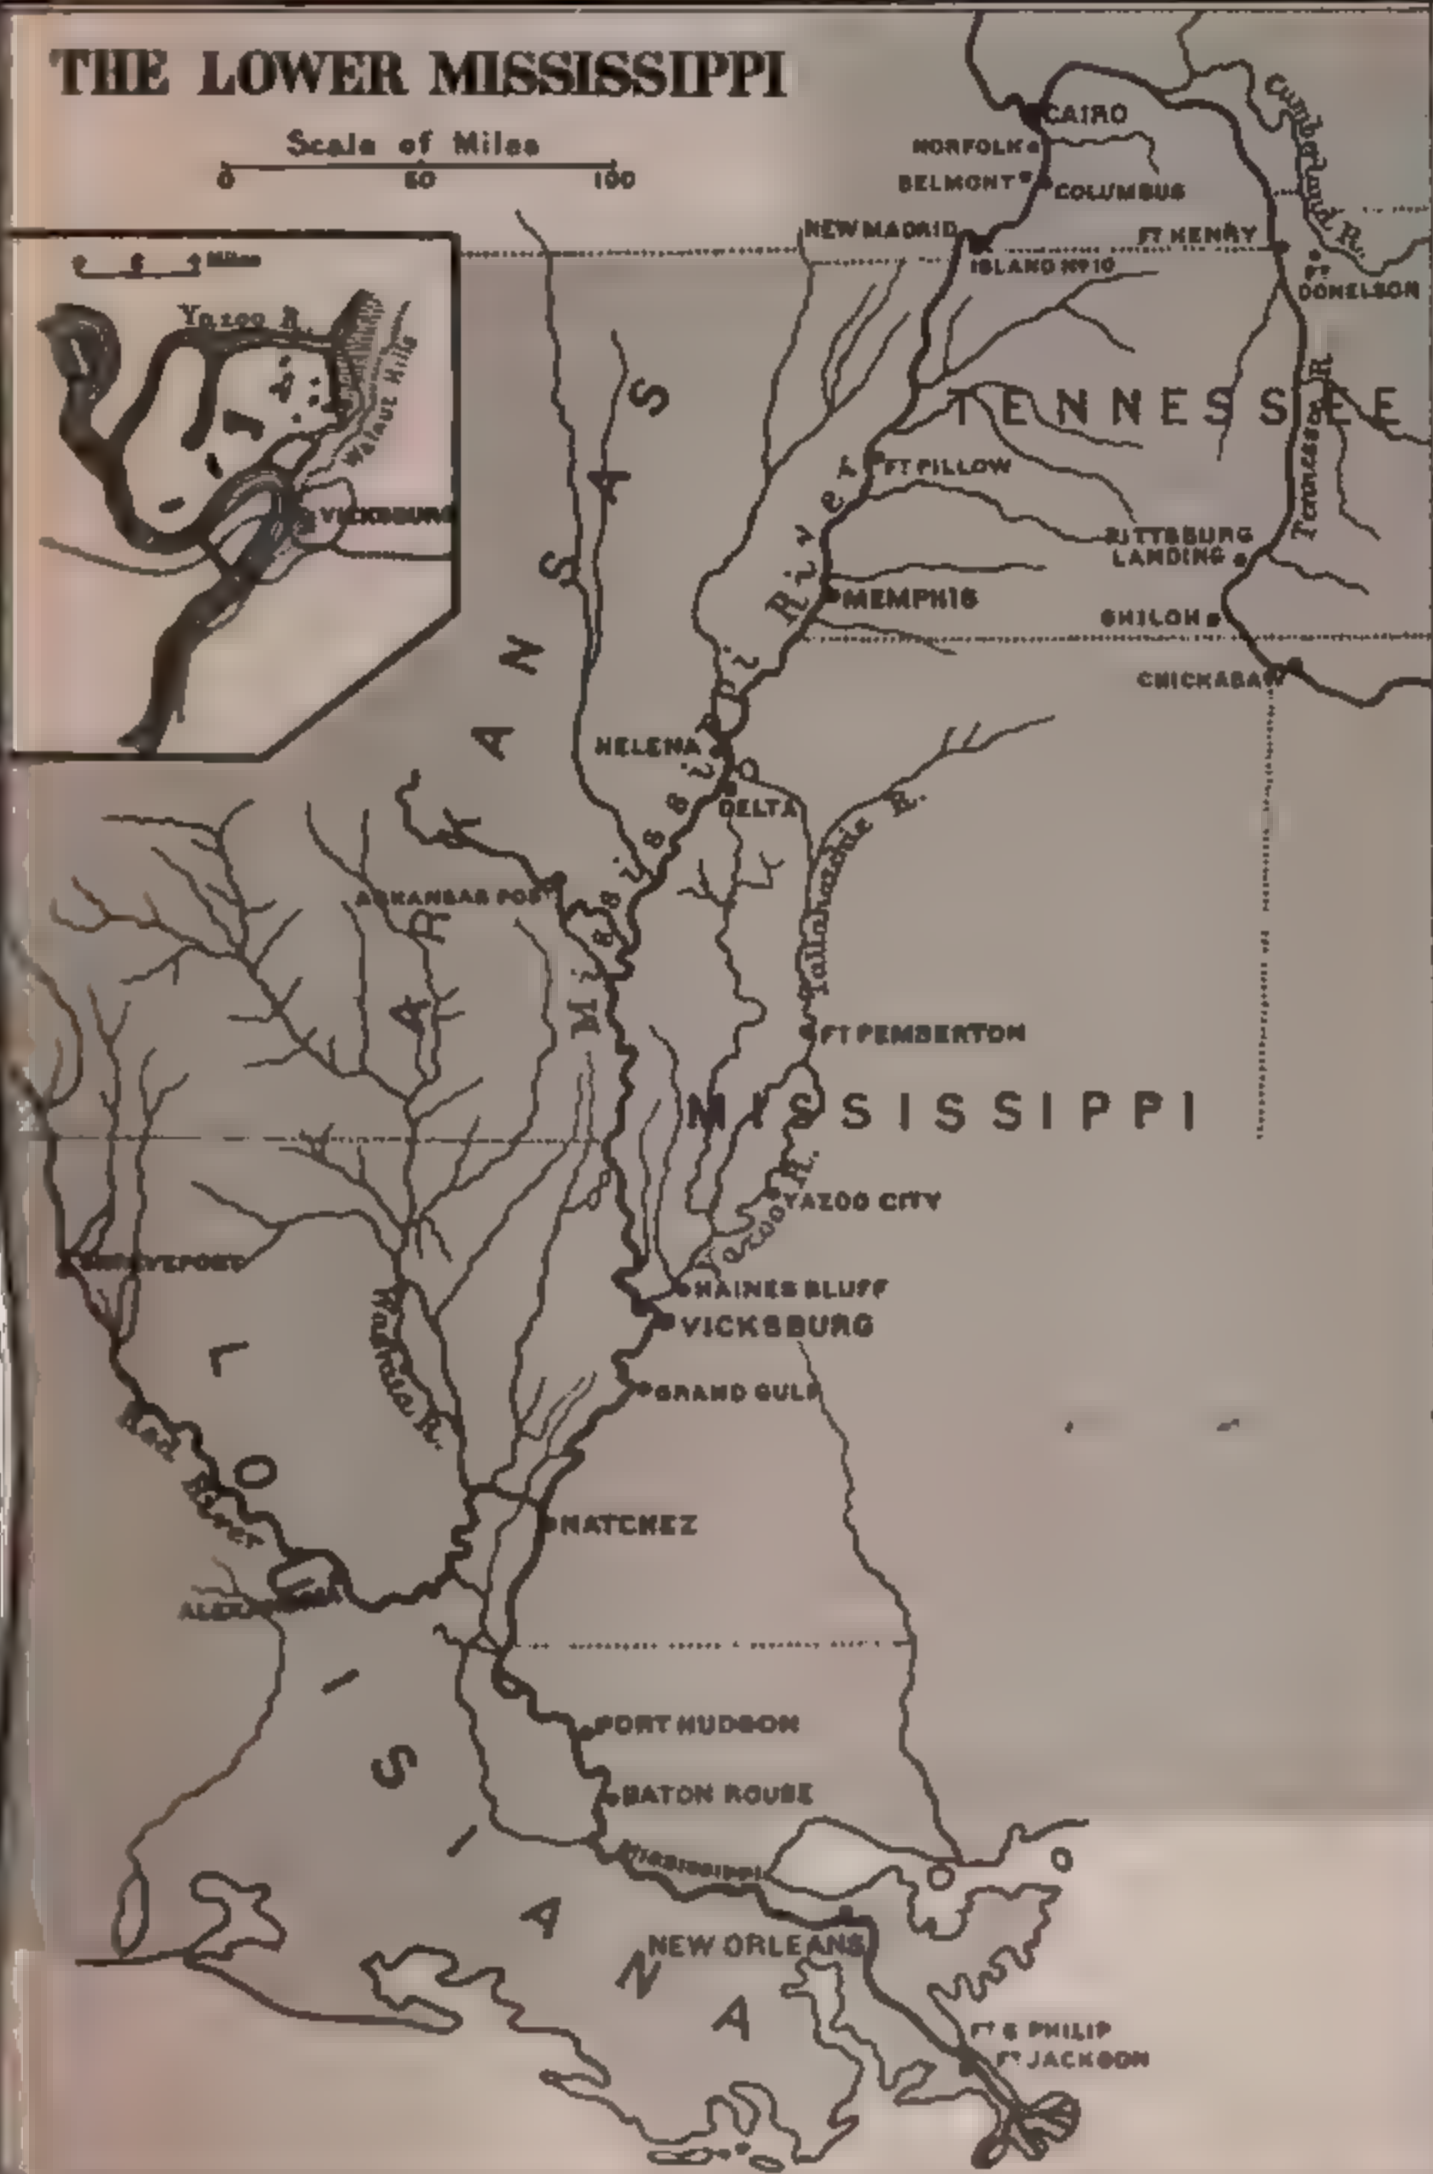 THE LOWER MISSISSIPPI
Scale of Miles
0 50 100
Miles
Yazoo R.
Walnut Hills
VICKSBURG
CAIRO
NORFOLK
BELMONT
COLUMBUS
NEW MADRID
ISLAND No 10
FT HENRY
FT
DONELSON
Cumberland R.
TENNESSEE
Tennessee R.
FT PILLOW
PITTSBURG
LANDING
MEMPHIS
SHILOH
CHICKASAW
Mississippi River
HELENA
DELTA
Tallahatchie R.
ARKANSAS
ARKANSAS POST
FT PEMBERTON
MISSISSIPPI
YAZOO CITY
Yazoo R.
HAINES BLUFF
VICKSBURG
SHREVEPORT
Washita R.
GRAND GULF
Red River
NATCHEZ
ALEXANDRIA
LOUISIANA
PORT HUDSON
BATON ROUGE
MISSISSIPPI
NEW ORLEANS
FT S PHILIP
FT JACKSON